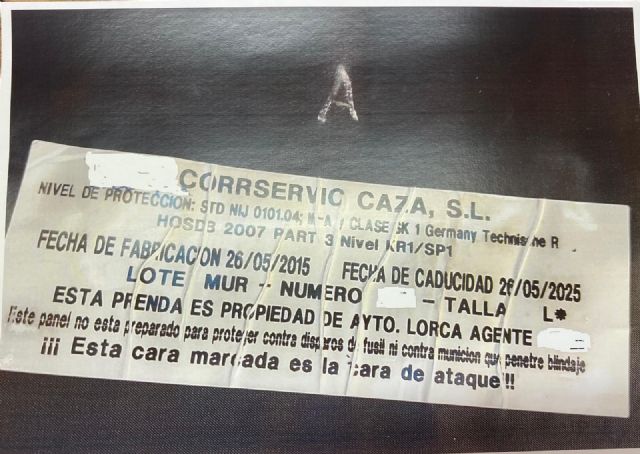 A
CORRSERVIC CAZA, S.L.
NIVEL DE PROTECCION: STD NIJ 0101.04; CLASE SK 1 Germany Technische R
HOSDB 2007 PART 3 Nivel KR1/SP1
FECHA DE FABRICACION 26/05/2015 FECHA DE CADUCIDAD 26/05/2025
LOTE MUR - NUMERO - TALLA L*
ESTA PRENDA ES PROPIEDAD DE AYTO. LORCA AGENTE
Este panel no esta preparado para proteger contra disparos de fusil ni contra municion que penetre blindaje
¡¡¡ Esta cara marcada es la cara de ataque!!